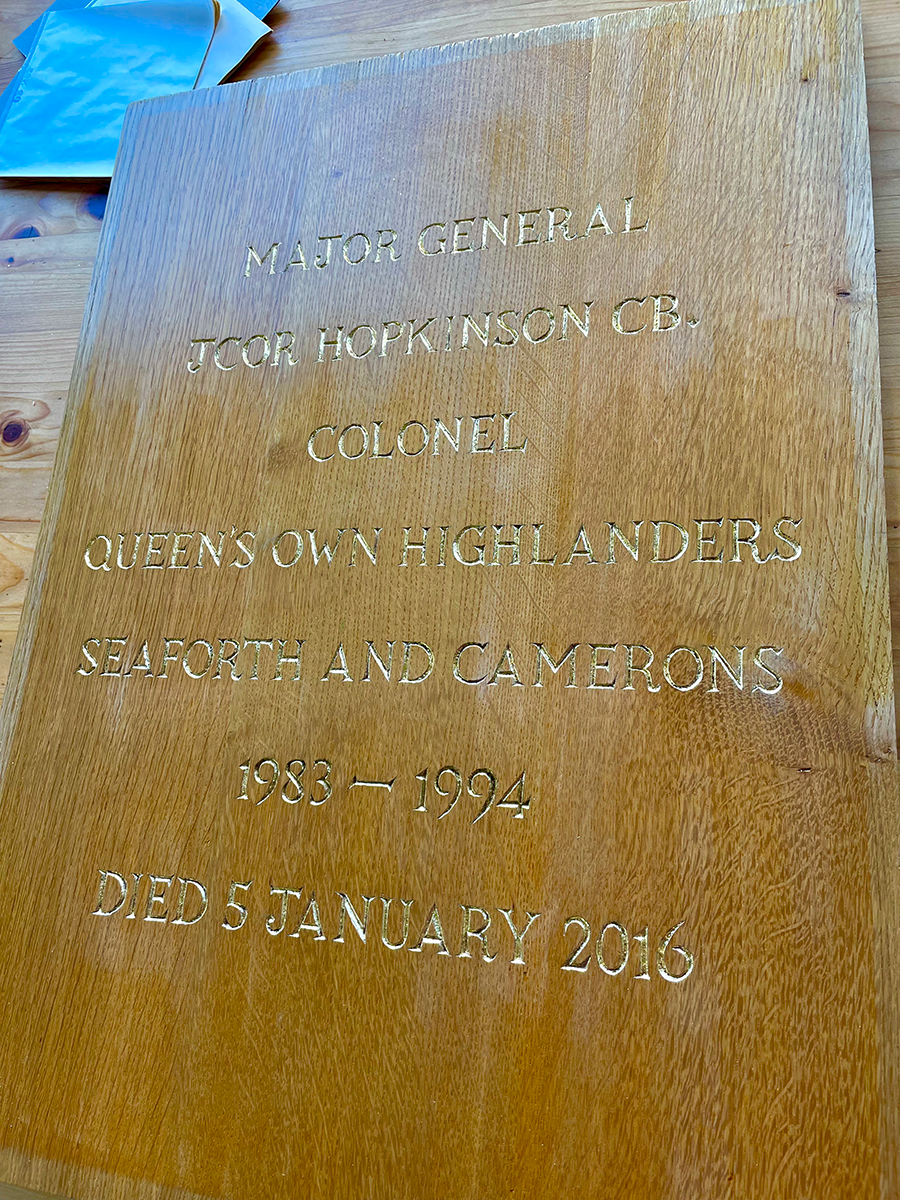 MAJOR GENERAL
JCOR HOPKINSON CB.
COLONEL
QUEEN'S OWN HIGHLANDERS
SEAFORTH AND CAMERONS
1983 – 1994
DIED 5 JANUARY 2016